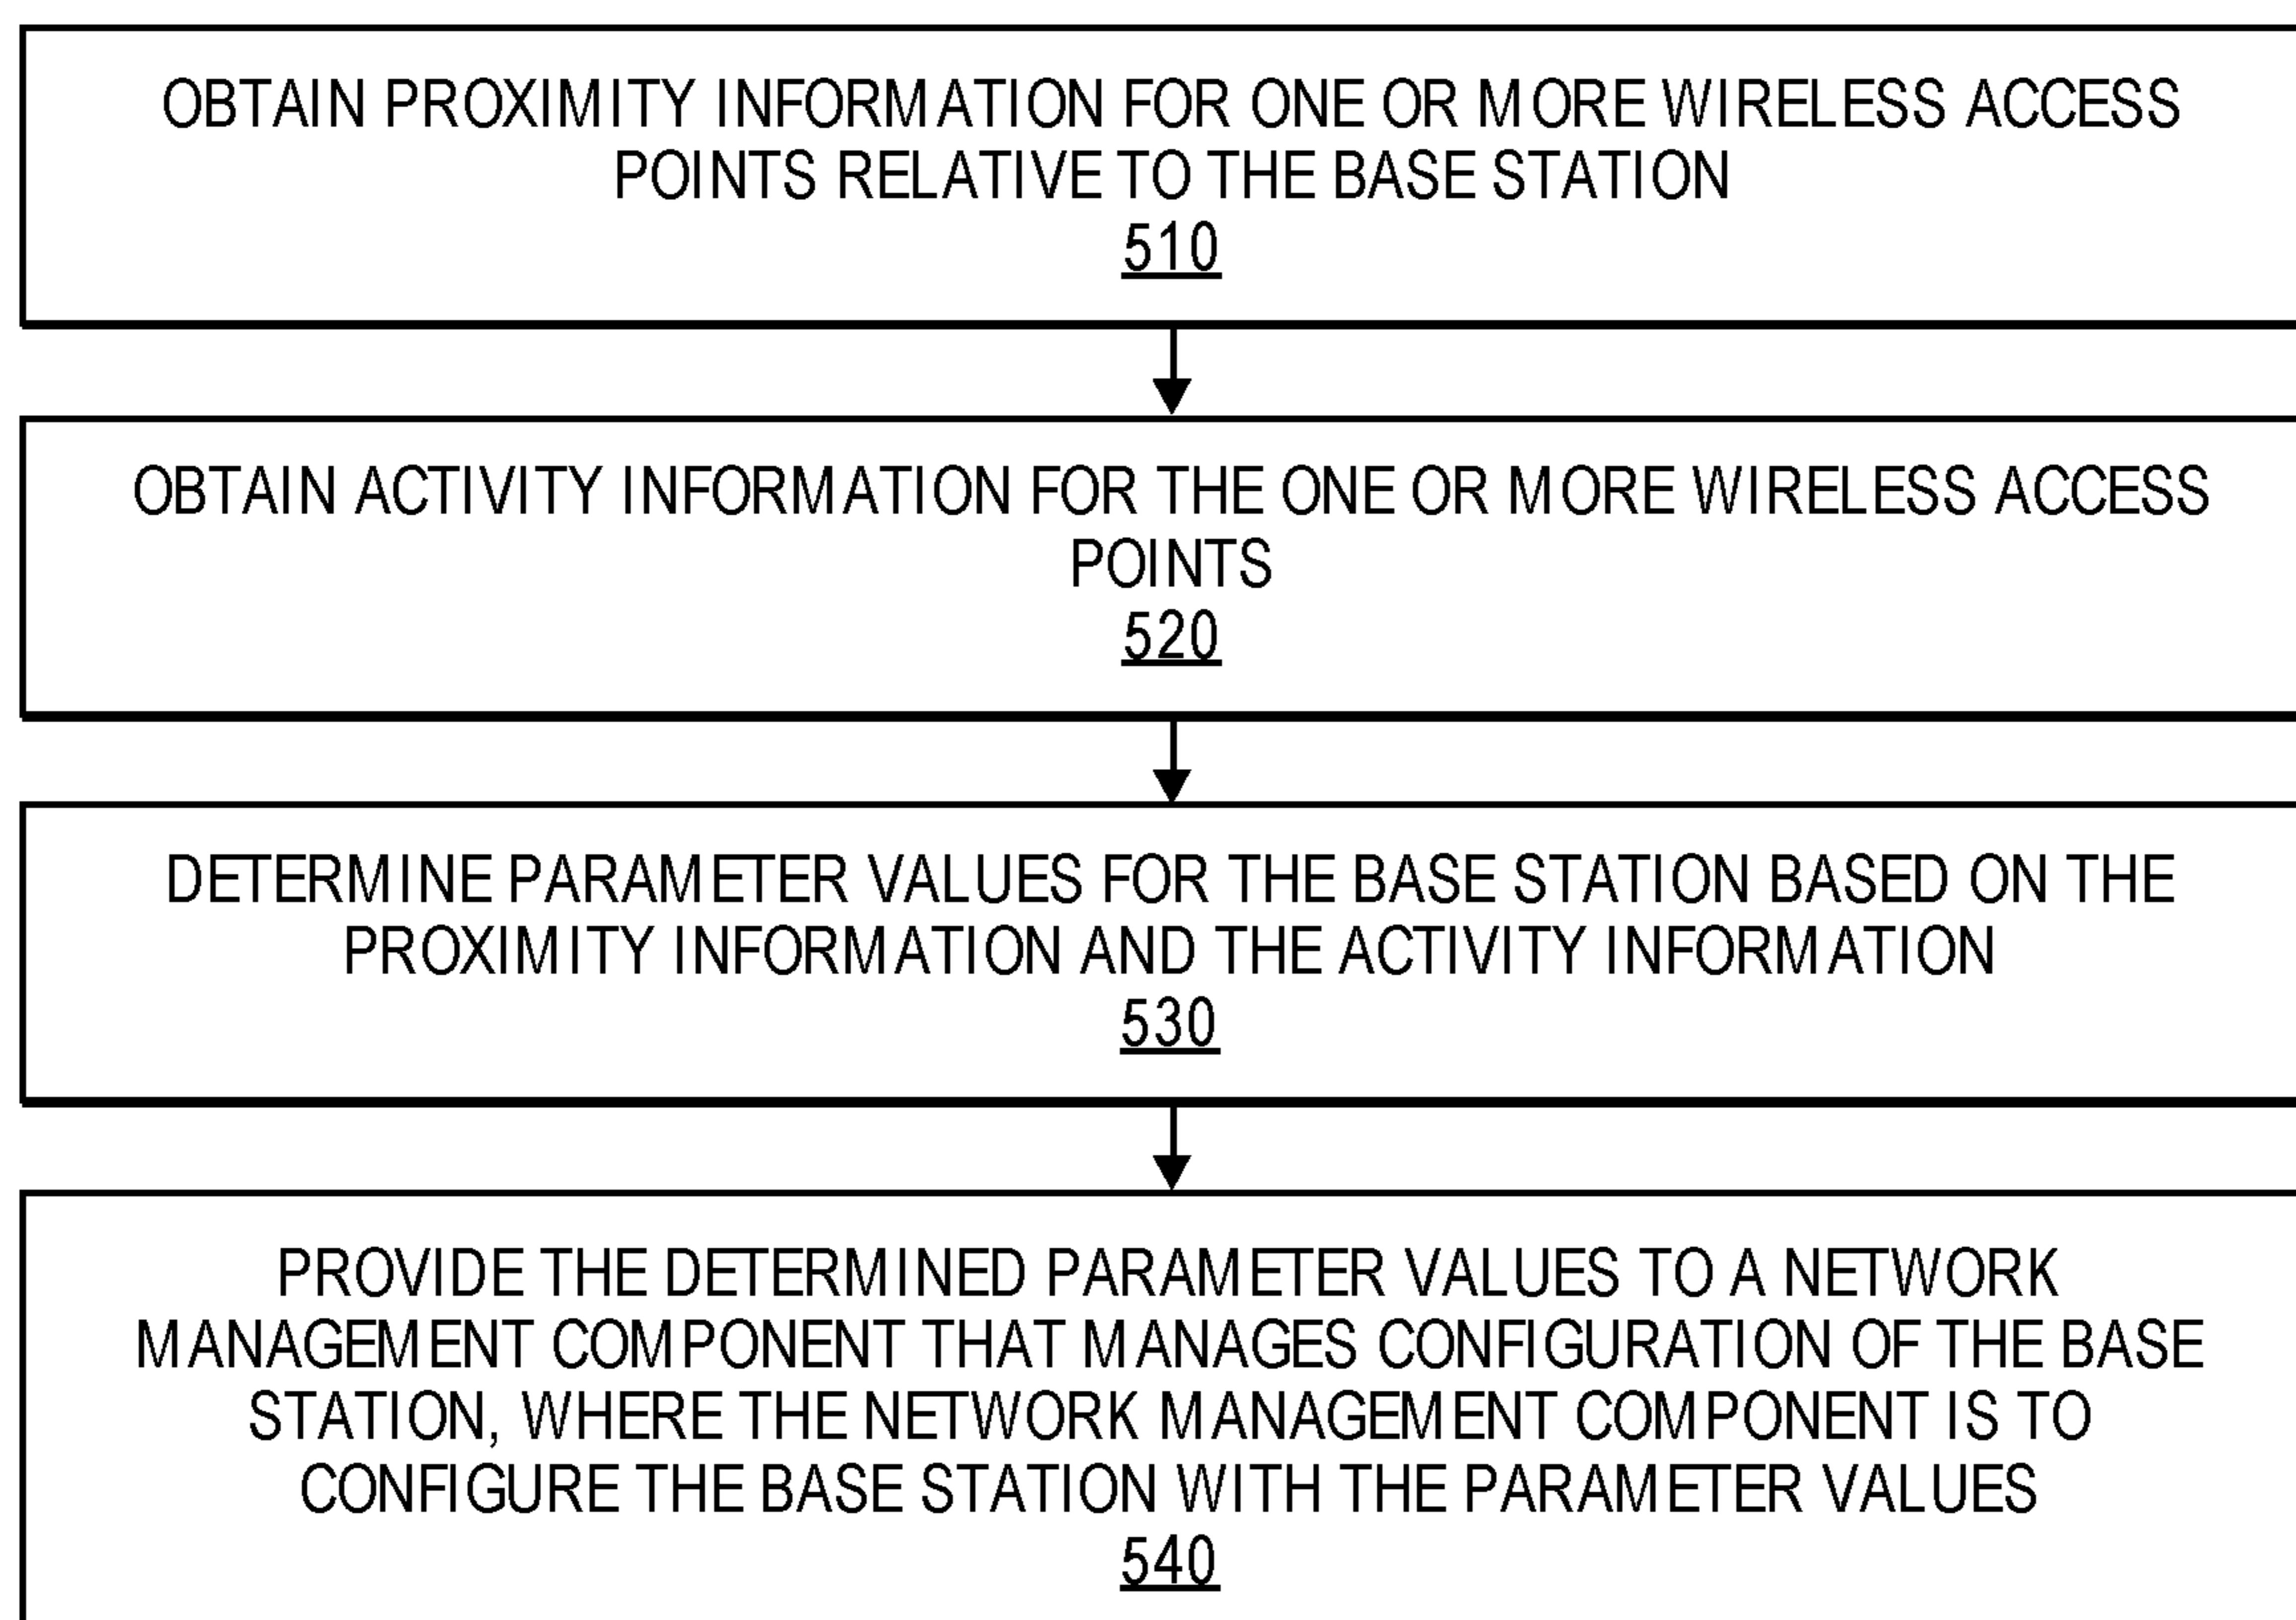 OBTAIN PROXIMITY INFORMATION FOR ONE OR MORE WIRELESS ACCESS
POINTS RELATIVE TO THE BASE STATION
510
OBTAIN ACTIVITY INFORMATION FOR THE ONE OR MORE WIRELESS ACCESS
POINTS
520
DETERMINE PARAMETER VALUES FOR THE BASE STATION BASED ON THE
PROXIMITY INFORMATION AND THE ACTIVITY INFORMATION
530
PROVIDE THE DETERMINED PARAMETER VALUES TO A NETWORK
MANAGEMENT COMPONENT THAT MANAGES CONFIGURATION OF THE BASE
STATION, WHERE THE NETWORK MANAGEMENT COMPONENT IS TO
CONFIGURE THE BASE STATION WITH THE PARAMETER VALUES
540